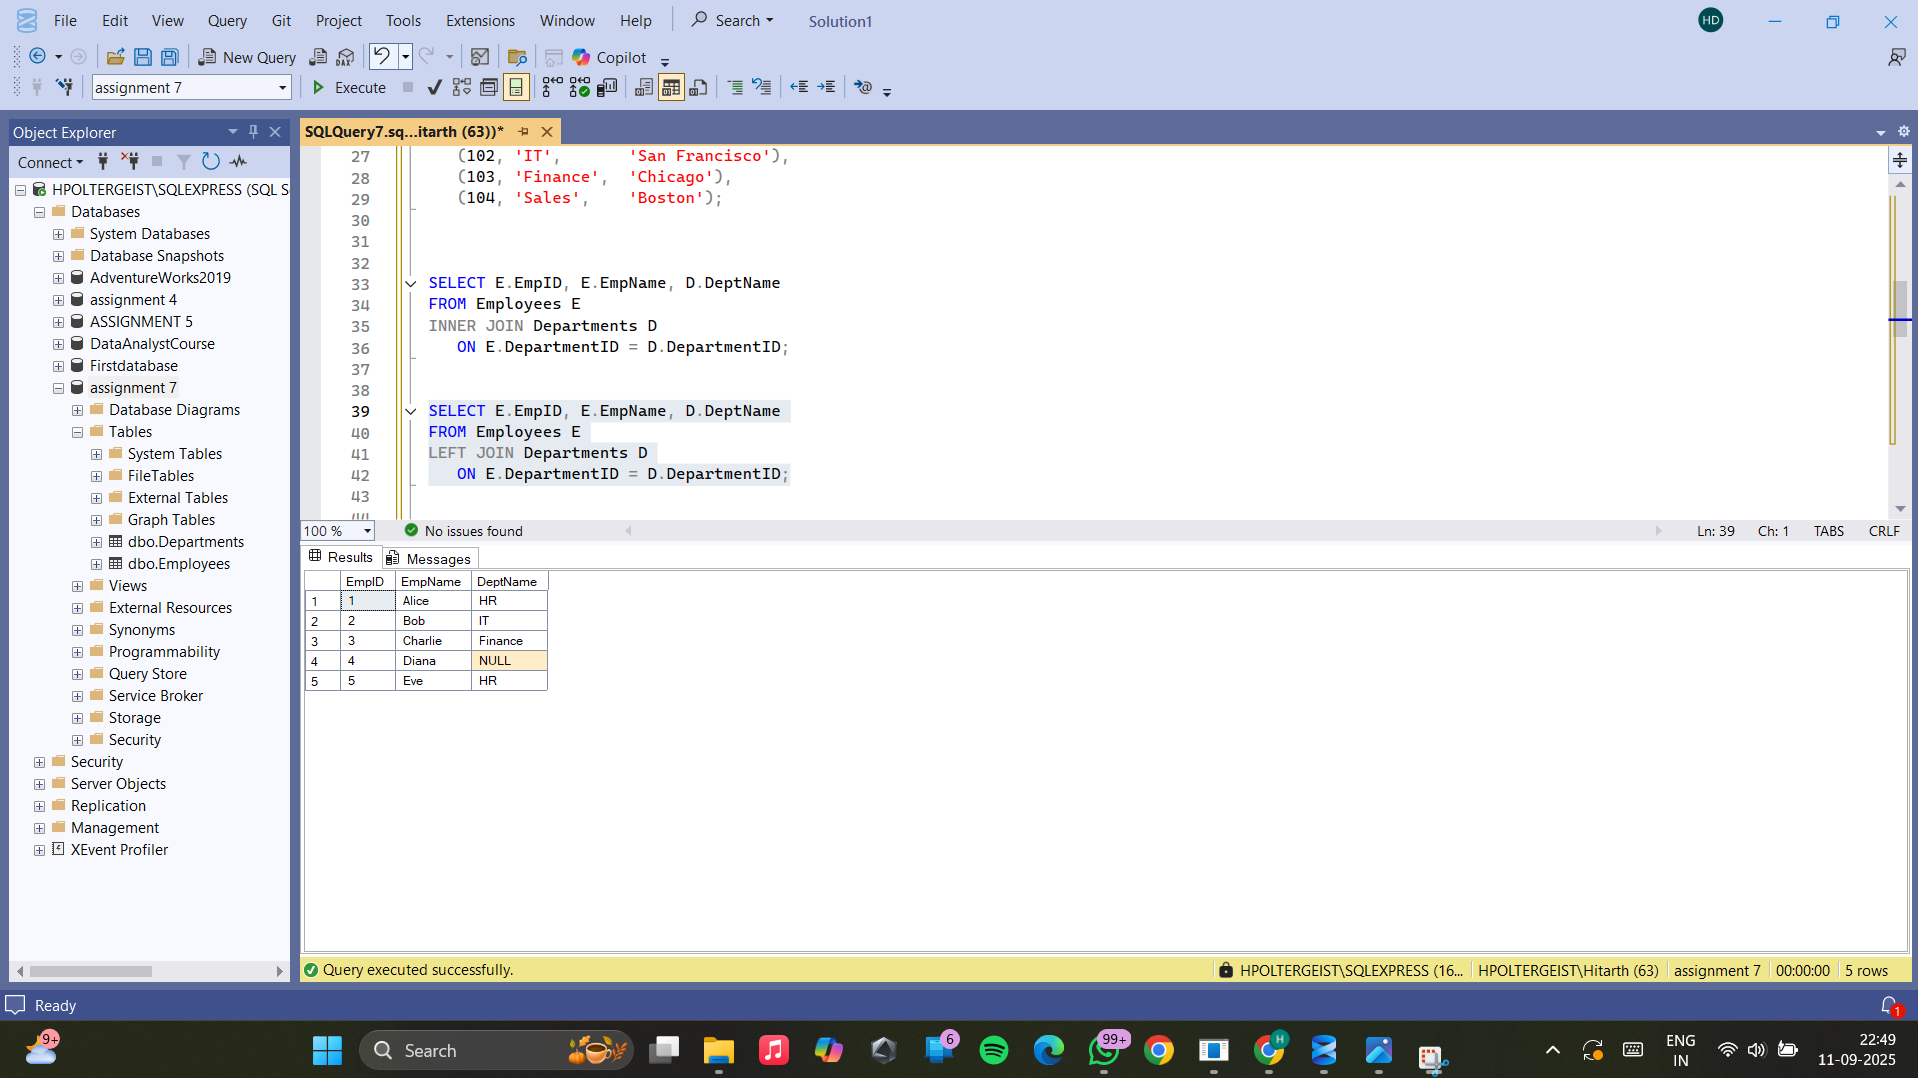 File Edit View Query Git Project Tools Extensions Window Help Search Solution1 HD
New Query DAX Copilot
assignment 7 Execute
Object Explorer
Connect
HPOLTERGEIST\SQLEXPRESS (SQL S
Databases
System Databases
Database Snapshots
AdventureWorks2019
assignment 4
ASSIGNMENT 5
DataAnalystCourse
Firstdatabase
assignment 7
Database Diagrams
Tables
System Tables
FileTables
External Tables
Graph Tables
dbo.Departments
dbo.Employees
Views
External Resources
Synonyms
Programmability
Query Store
Service Broker
Storage
Security
Security
Server Objects
Replication
Management
XEvent Profiler
SQLQuery7.sq...itarth (63))*
27 (102, 'IT', 'San Francisco'),
28 (103, 'Finance', 'Chicago'),
29 (104, 'Sales', 'Boston');
30
31
32
33 SELECT E.EmpID, E.EmpName, D.DeptName
34 FROM Employees E
35 INNER JOIN Departments D
36 ON E.DepartmentID = D.DepartmentID;
37
38
39 SELECT E.EmpID, E.EmpName, D.DeptName
40 FROM Employees E
41 LEFT JOIN Departments D
42 ON E.DepartmentID = D.DepartmentID;
43
44
100 % No issues found Ln: 39 Ch: 1 TABS CRLF
Results Messages
EmpID EmpName DeptName
1 1 Alice HR
2 2 Bob IT
3 3 Charlie Finance
4 4 Diana NULL
5 5 Eve HR
Query executed successfully. HPOLTERGEIST\SQLEXPRESS (16... HPOLTERGEIST\Hitarth (63) assignment 7 00:00:00 5 rows
Ready 1
9+ Search 6 99+ H ENG IN 22:49 11-09-2025